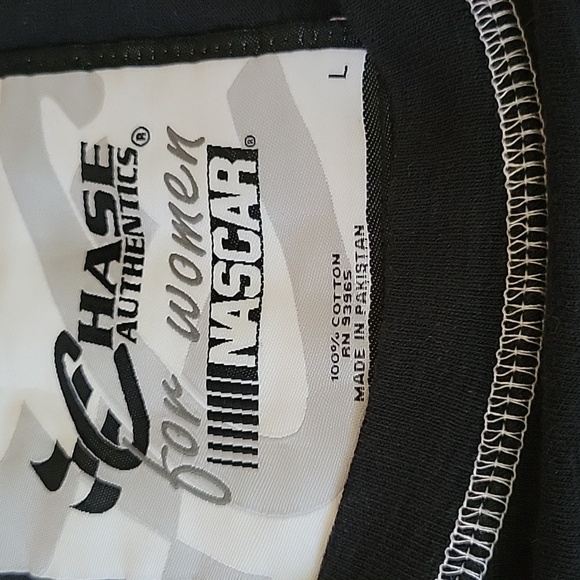 CHASE
AUTHENTICS®
for women
NASCAR®
L
100% COTTON
RN 93965
MADE IN PAKISTAN